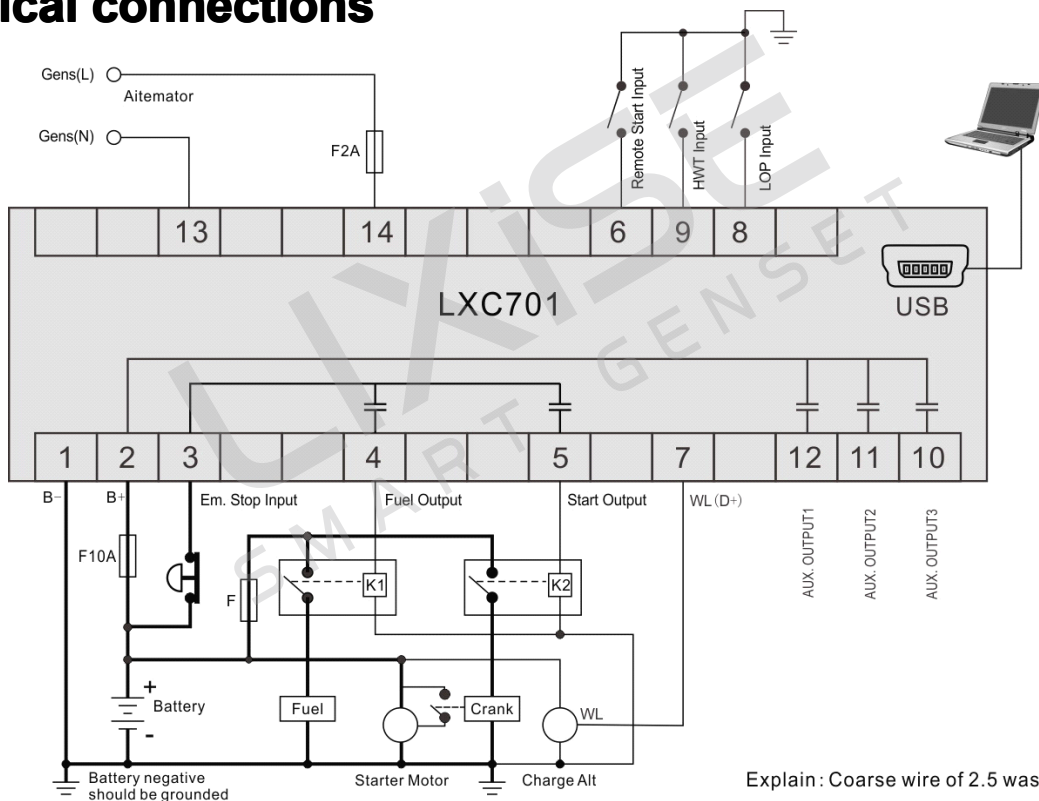 ical connections
Gens(L)
Aitemator
Gens(N)
F2A
Remote Start Input
HWT Input
LOP Input
13
14
6
9
8
LXC701
USB
LIXiSE
SMART GENSET
1
2
3
4
5
7
12
11
10
B-
B+
Em. Stop Input
Fuel Output
Start Output
WL(D+)
AUX. OUTPUT1
AUX. OUTPUT2
AUX. OUTPUT3
F10A
F
K1
K2
+
Battery
-
Fuel
Crank
WL
Battery negative
should be grounded
Starter Motor
Charge Alt
Explain: Coarse wire of 2.5 was